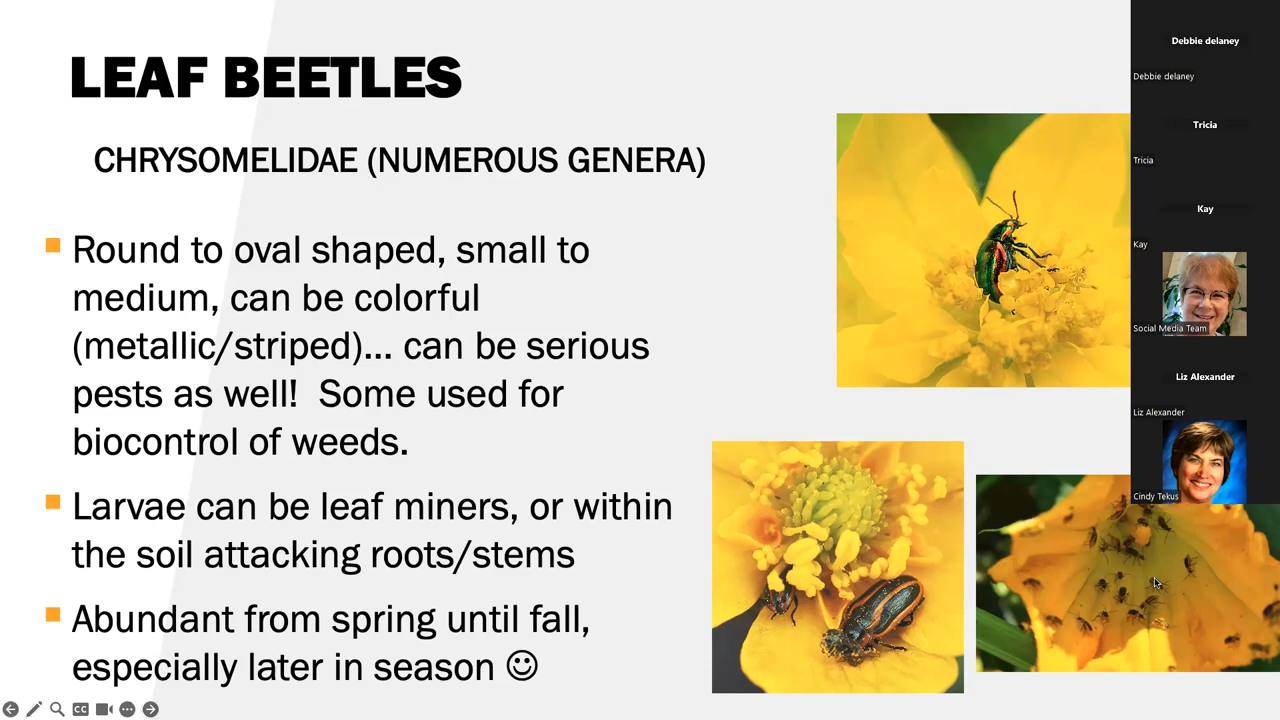 LEAF BEETLES
CHRYSOMELIDAE (NUMEROUS GENERA)
Round to oval shaped, small to
medium, can be colorful
(metallic/striped)... can be serious
pests as well!  Some used for
biocontrol of weeds.
Larvae can be leaf miners, or within
the soil attacking roots/stems
Abundant from spring until fall,
especially later in season ☺
Debbie delaney
Debbie delaney
Tricia
Tricia
Kay
Kay
Social Media Team
Liz Alexander
Liz Alexander
Cindy Tekus
CC